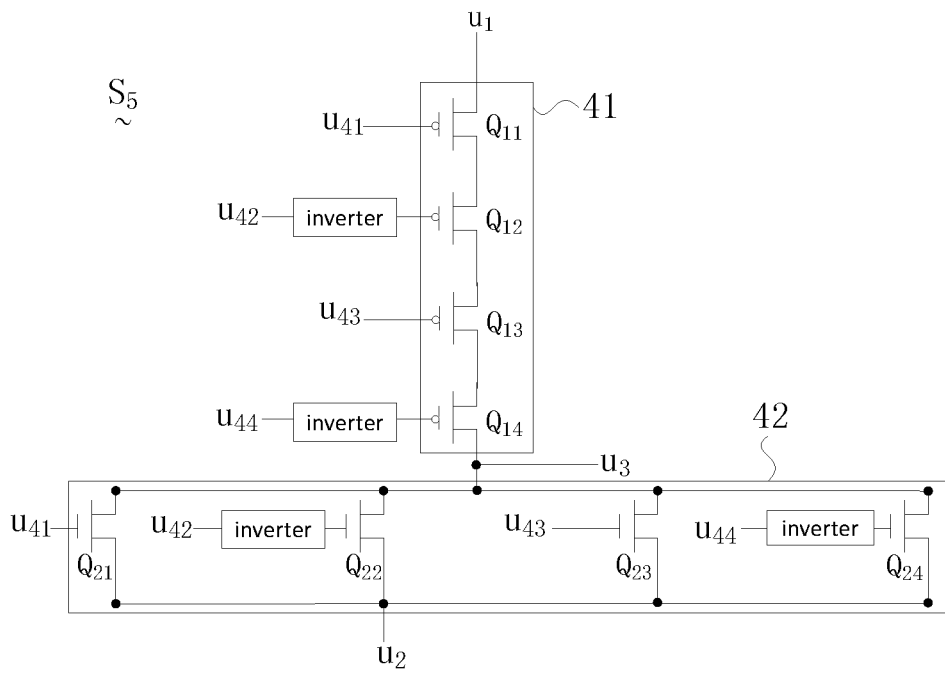 u₁
S₅
~
41
u₄₁
Q₁₁
u₄₂ inverter
Q₁₂
u₄₃
Q₁₃
u₄₄ inverter
Q₁₄
42
u₃
u₄₁
Q₂₁
u₄₂ inverter
Q₂₂
u₄₃
Q₂₃
u₄₄ inverter
Q₂₄
u₂